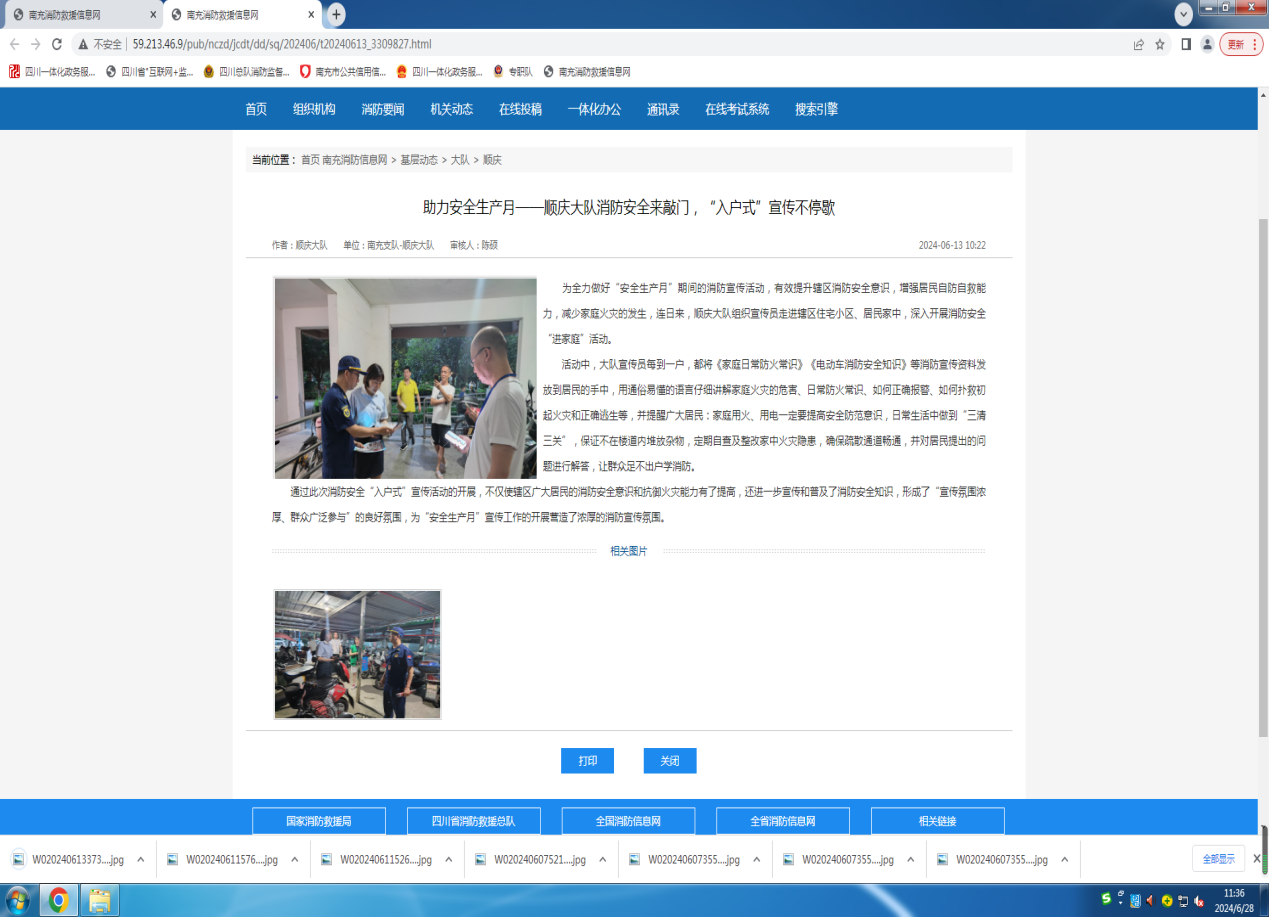 南充消防救援信息网
南充消防救援信息网
不安全 59.213.46.9/pub/nczd/jcdt/dd/sq/202406/t20240613_3309827.html
更新
四川一体化政务服... 四川省"互联网+监... 四川总队消防监督... 南充市公共信用信... 四川一体化政务服... 专职队 南充消防救援信息网
首页 组织机构 消防要闻 机关动态 在线投稿 一体化办公 通讯录 在线考试系统 搜索引擎
当前位置： 首页 南充消防信息网 > 基层动态 > 大队 > 顺庆
助力安全生产月——顺庆大队消防安全来敲门，“入户式”宣传不停歇
作者：顺庆大队 单位：南充支队-顺庆大队 审核人：陈硕 2024-06-13 10:22
为全力做好“安全生产月”期间的消防宣传活动，有效提升辖区消防安全意识，增强居民自防自救能
力，减少家庭火灾的发生，连日来，顺庆大队组织宣传员走进辖区住宅小区、居民家中，深入开展消防安全
“进家庭”活动。
活动中，大队宣传员每到一户，都将《家庭日常防火常识》《电动车消防安全知识》等消防宣传资料发
放到居民的手中，用通俗易懂的语言仔细讲解家庭火灾的危害、日常防火常识、如何正确报警、如何扑救初
起火灾和正确逃生等，并提醒广大居民：家庭用火、用电一定要提高安全防范意识，日常生活中做到“三清
三关”，保证不在楼道内堆放杂物，定期自查及整改家中火灾隐患，确保疏散通道畅通，并对居民提出的问
题进行解答，让群众足不出户学消防。
通过此次消防安全“入户式”宣传活动的开展，不仅使辖区广大居民的消防安全意识和抗御火灾能力有了提高，还进一步宣传和普及了消防安全知识，形成了“宣传氛围浓
厚、群众广泛参与”的良好氛围，为“安全生产月”宣传工作的开展营造了浓厚的消防宣传氛围。
相关图片
打印 关闭
国家消防救援局 四川省消防救援总队 全国消防信息网 全省消防信息网 相关链接
W020240613373....jpg W020240611576....jpg W020240611526....jpg W020240607521....jpg W020240607355....jpg W020240607355....jpg W020240607355....jpg 全部显示
11:36
2024/6/28